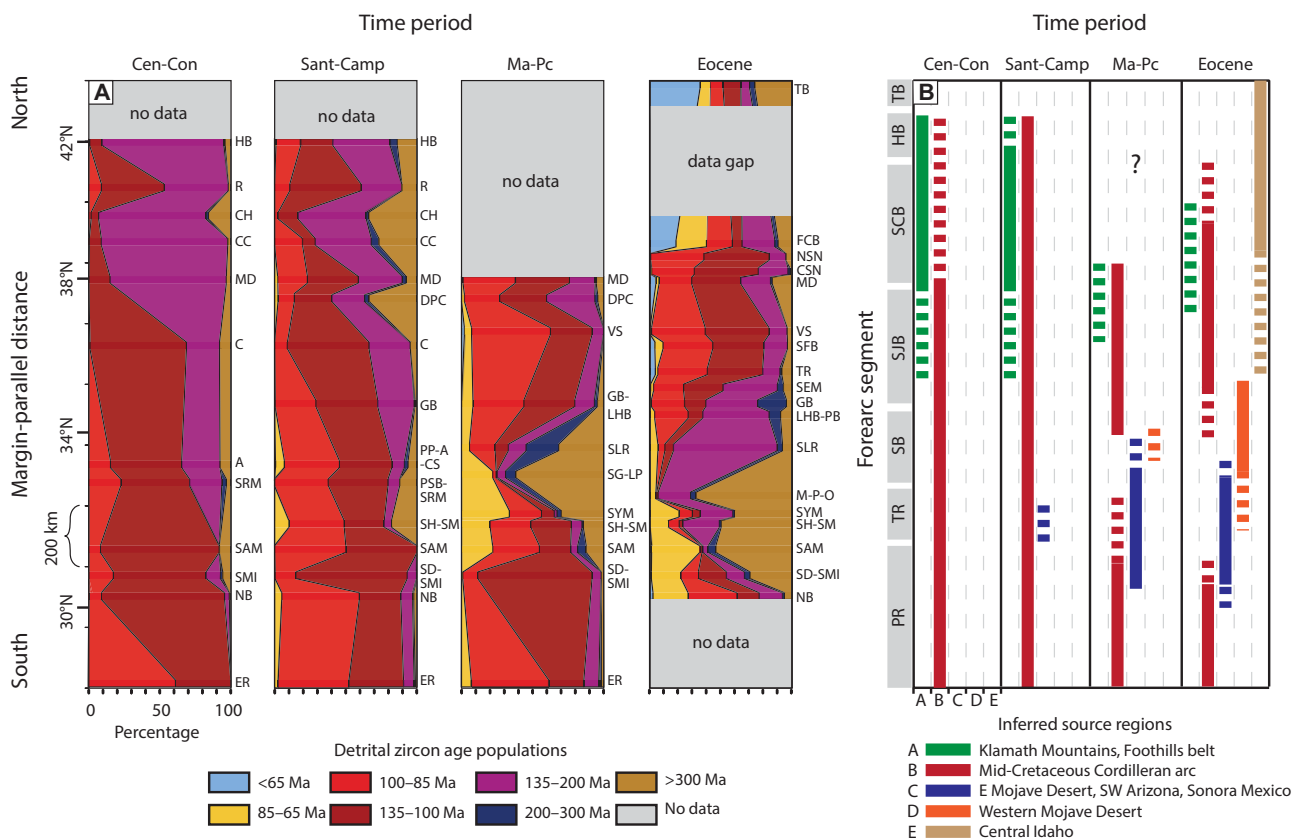 Time period
Time period
Cen-Con
Sant-Camp
Ma-Pc
Eocene
Cen-Con
Sant-Camp
Ma-Pc
Eocene
North
Margin-parallel distance
South
42°N
38°N
34°N
30°N
200 km
A
no data
HB
R
CH
CC
MD
C
A
SRM
SAM
SMI
NB
ER
0
50
100
Percentage
no data
HB
R
CH
CC
MD
DPC
C
GB
PP-A
-CS
PSB-
SRM
SH-SM
SAM
SD-
SMI
NB
ER
no data
MD
DPC
VS
GB-
LHB
SLR
SG-LP
SYM
SH-SM
SAM
SD-
SMI
ER
TB
data gap
FCB
NSN
CSN
MD
VS
SFB
TR
SEM
GB
LHB-PB
SLR
M-P-O
SYM
SH-SM
SAM
SD-SMI
NB
no data
Detrital zircon age populations
<65 Ma
100–85 Ma
135–200 Ma
>300 Ma
85–65 Ma
135–100 Ma
200–300 Ma
No data
Forearc segment
TB
HB
SCB
SJB
SB
TR
PR
B
?
A
B
C
D
E
Inferred source regions
A Klamath Mountains, Foothills belt
B Mid-Cretaceous Cordilleran arc
C E Mojave Desert, SW Arizona, Sonora Mexico
D Western Mojave Desert
E Central Idaho